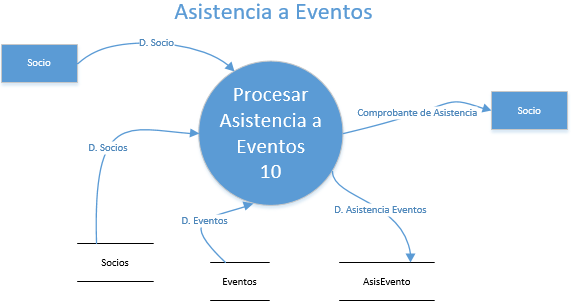 Asistencia a Eventos
D. Socio
Socio
Procesar
Asistencia a
Eventos
10
Comprobante de Asistencia
Socio
D. Socios
D. Eventos
D. Asistencia Eventos
Socios
Eventos
AsisEvento